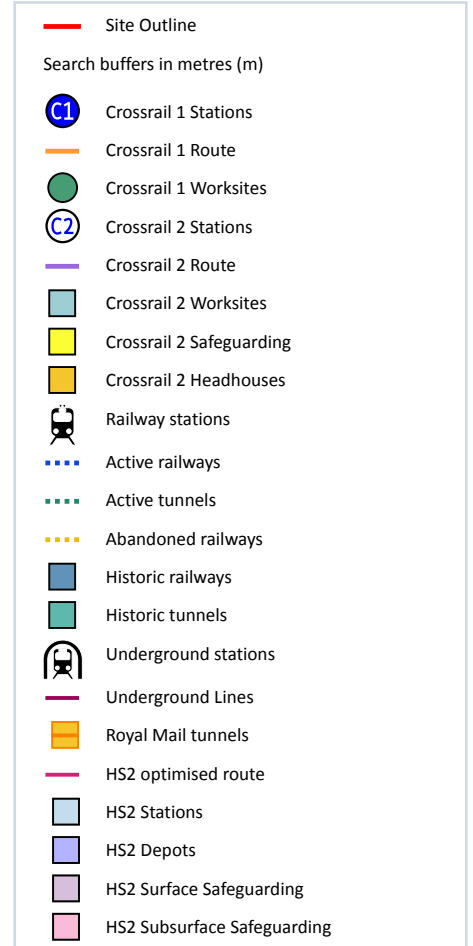 Site Outline
Search buffers in metres (m)
C1 Crossrail 1 Stations
Crossrail 1 Route
Crossrail 1 Worksites
C2 Crossrail 2 Stations
Crossrail 2 Route
Crossrail 2 Worksites
Crossrail 2 Safeguarding
Crossrail 2 Headhouses
Railway stations
Active railways
Active tunnels
Abandoned railways
Historic railways
Historic tunnels
Underground stations
Underground Lines
Royal Mail tunnels
HS2 optimised route
HS2 Stations
HS2 Depots
HS2 Surface Safeguarding
HS2 Subsurface Safeguarding